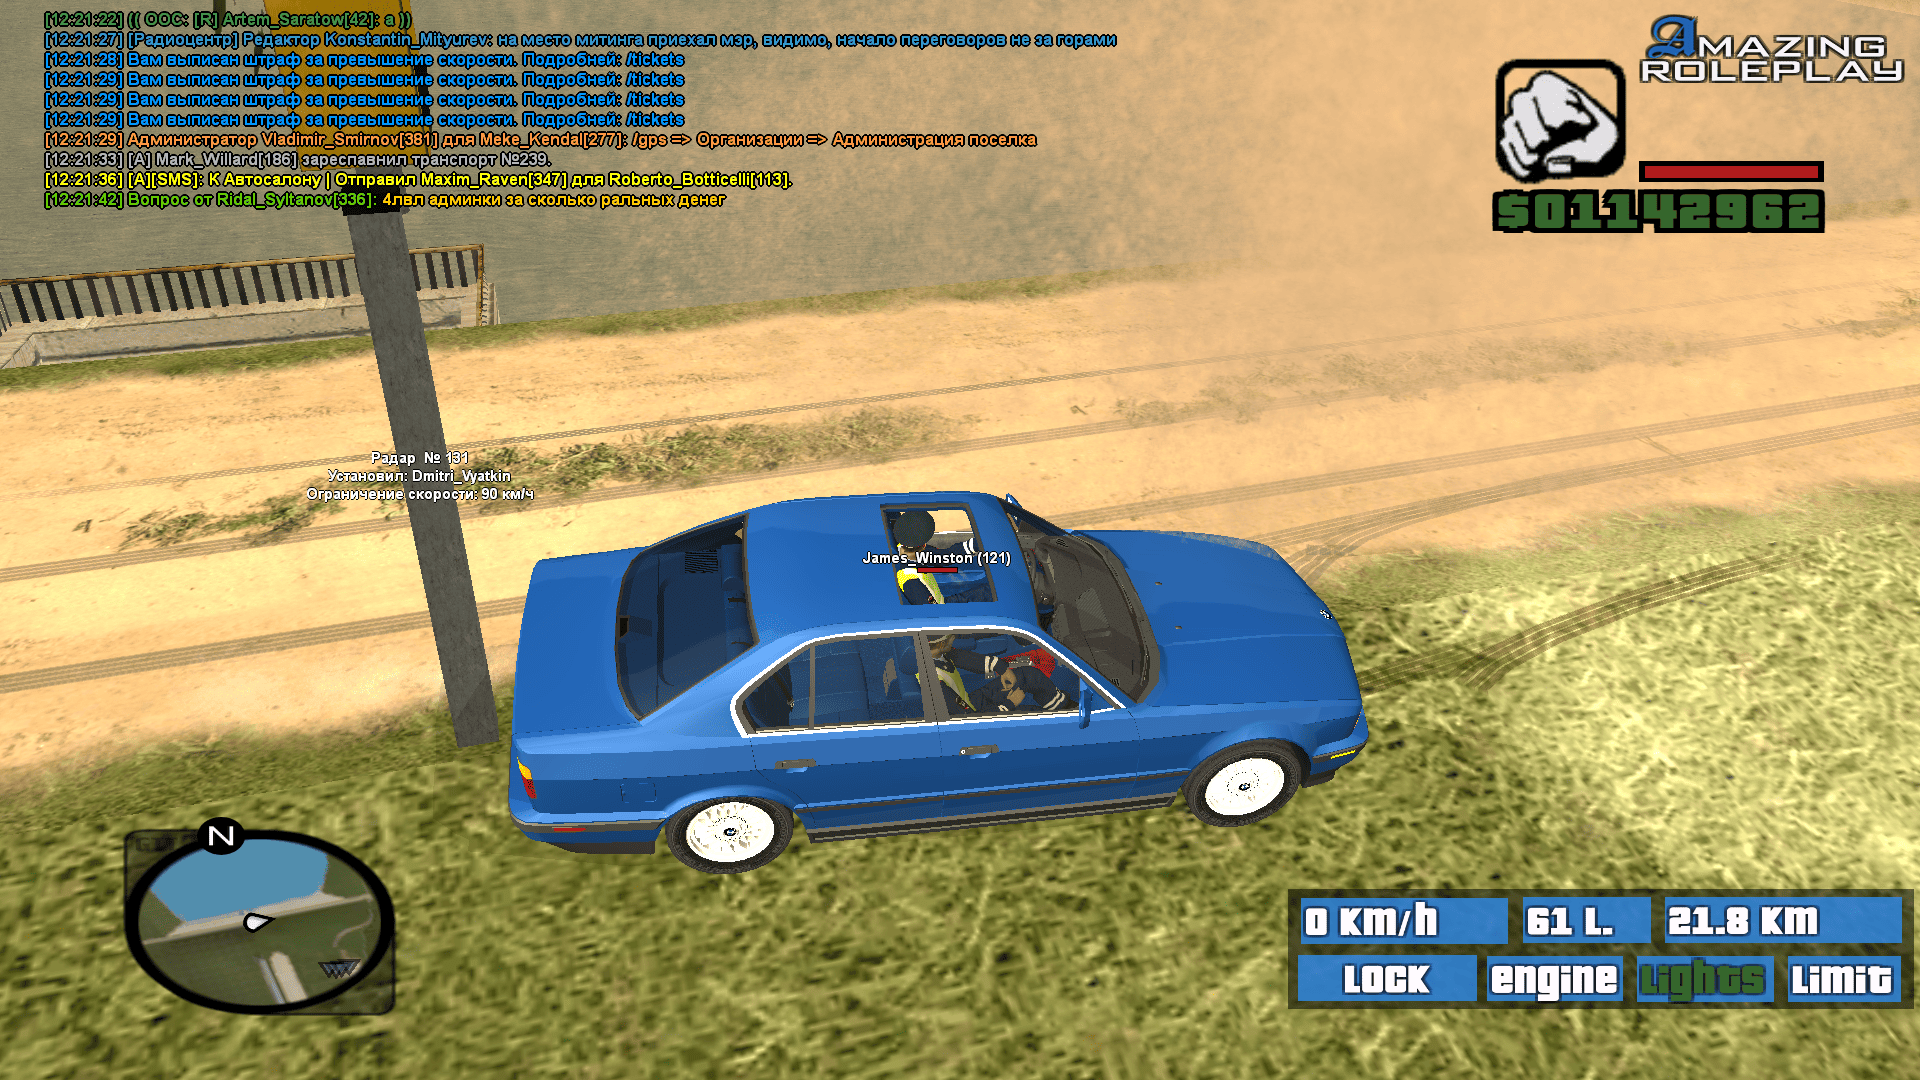 [12:21:22] (( OOC: [R] Artem_Saratow[42]: a ))
[12:21:27] [Радиоцентр] Редактор Konstantin_Mityurev: на место митинга приехал мэр, видимо, начало переговоров не за горами
[12:21:28] Вам выписан штраф за превышение скорости. Подробней: /tickets
[12:21:29] Вам выписан штраф за превышение скорости. Подробней: /tickets
[12:21:29] Вам выписан штраф за превышение скорости. Подробней: /tickets
[12:21:29] Вам выписан штраф за превышение скорости. Подробней: /tickets
[12:21:29] Администратор Vladimir_Smirnov[381] для Meke_Kendal[277]: /gps => Организации => Администрация поселка
[12:21:33] [A] Mark_Willard[186] зареспавнил транспорт №239.
[12:21:36] [A][SMS]: К Автосалону | Отправил Maxim_Raven[347] для Roberto_Botticelli[113].
[12:21:42] Вопрос от Ridal_Syltanov[336]: 4лвл админки за сколько ральных денег
AMAZING
ROLEPLAY
$01142962
Радар № 131
Установил: Dmitri_Vyatkin
Ограничение скорости: 90 км/ч
James_Winston (121)
N
0 Km/h 61 L. 21.8 Km
Lock engine Lights Limit